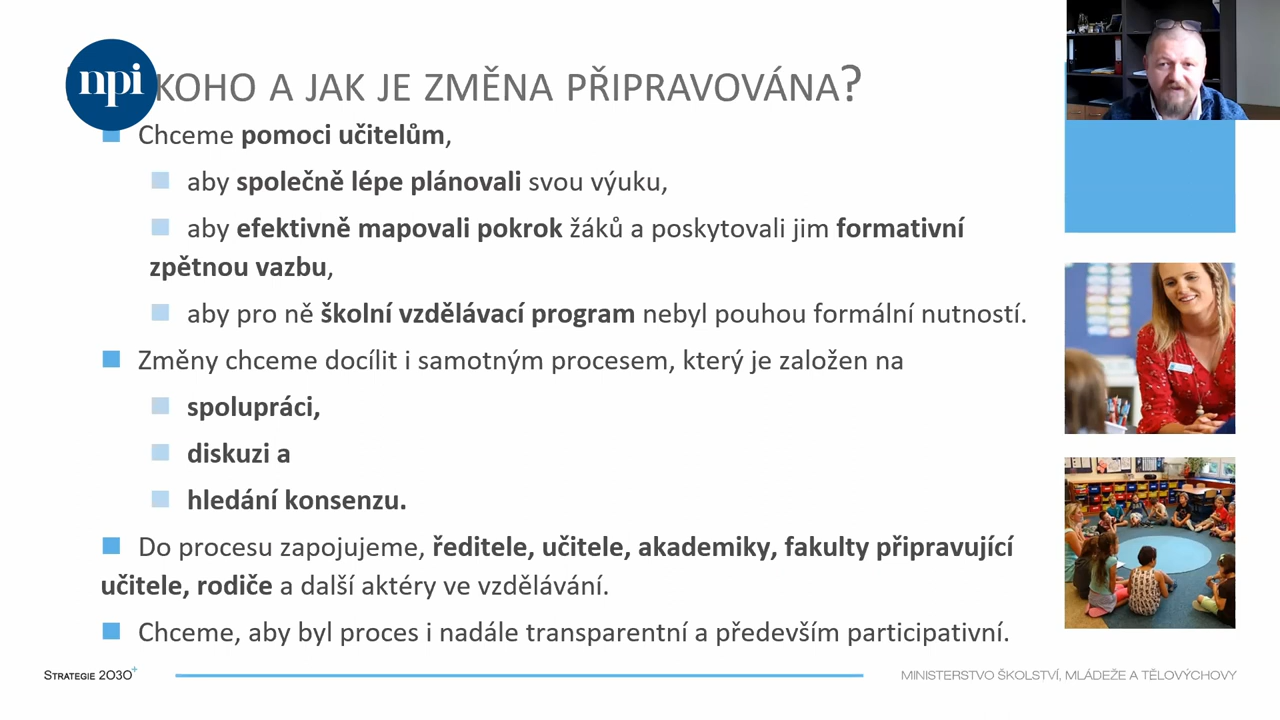 npi
KOHO A JAK JE ZMĚNA PŘIPRAVOVÁNA?
Chceme pomoci učitelům,
aby společně lépe plánovali svou výuku,
aby efektivně mapovali pokrok žáků a poskytovali jim formativní
zpětnou vazbu,
aby pro ně školní vzdělávací program nebyl pouhou formální nutností.
Změny chceme docílit i samotným procesem, který je založen na
spolupráci,
diskuzi a
hledání konsenzu.
Do procesu zapojujeme, ředitele, učitele, akademiky, fakulty připravující
učitele, rodiče a další aktéry ve vzdělávání.
Chceme, aby byl proces i nadále transparentní a především participativní.
STRATEGIE 2030+
MINISTERSTVO ŠKOLSTVÍ, MLÁDEŽE A TĚLOVÝCHOVY